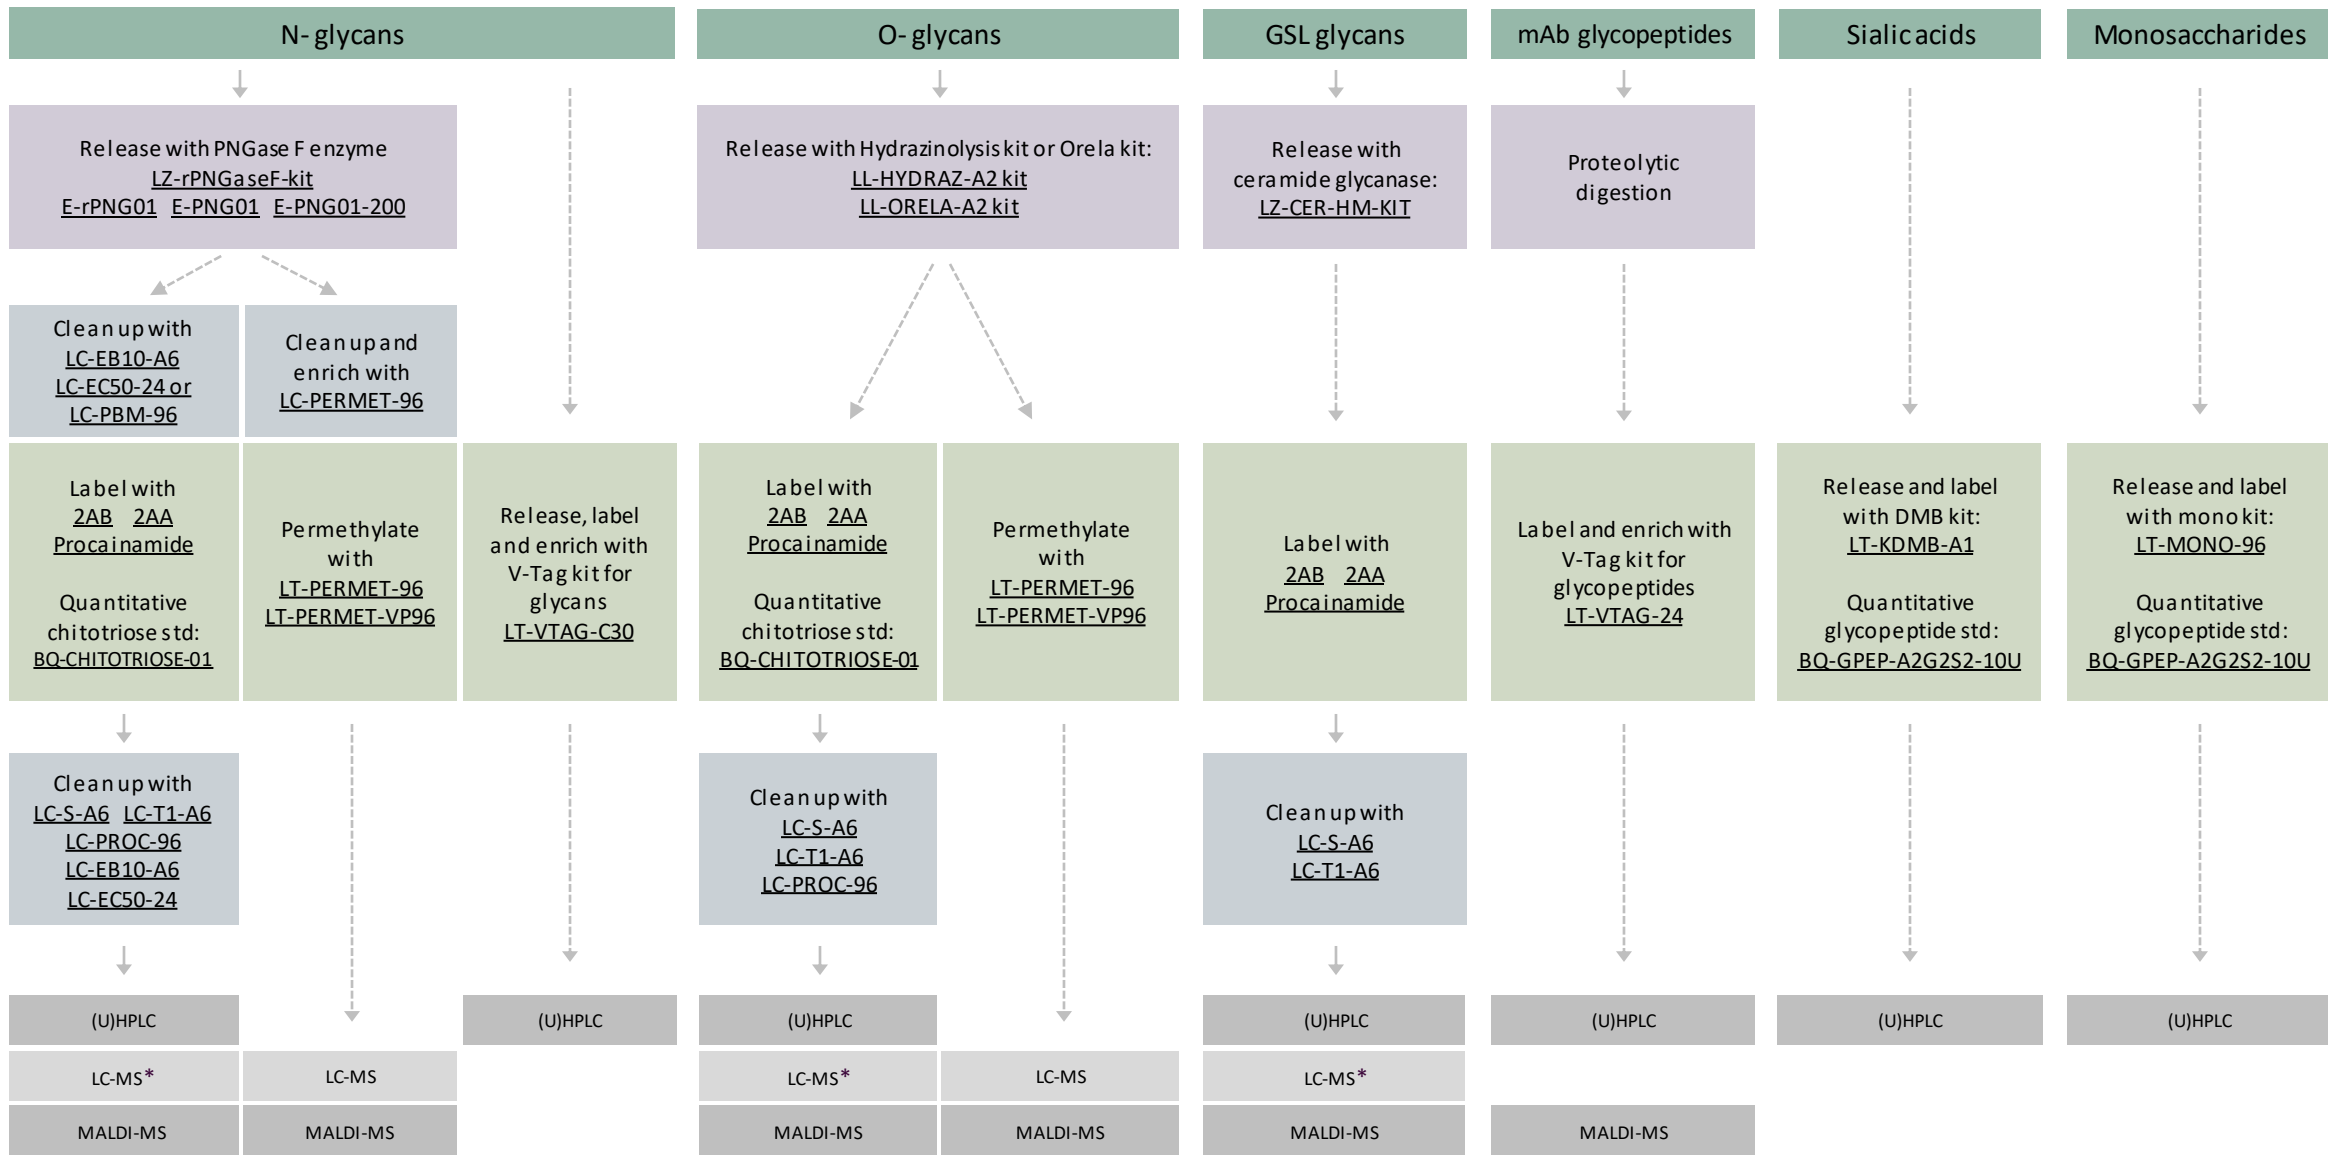 N- glycans
O- glycans
GSL glycans
mAb glycopeptides
Sialic acids
Monosaccharides
Release with PNGase F enzyme
LZ-rPNGaseF-kit
E-rPNG01 E-PNG01 E-PNG01-200
Release with Hydrazinolysis kit or Orela kit:
LL-HYDRAZ-A2 kit
LL-ORELA-A2 kit
Release with
ceramide glycanase:
LZ-CER-HM-KIT
Proteolytic
digestion
Clean up with
LC-EB10-A6
LC-EC50-24 or
LC-PBM-96
Clean up and
enrich with
LC-PERMET-96
Label with
2AB 2AA
Procainamide
Quantitative
chitotriose std:
BQ-CHITOTRIOSE-01
Permethylate
with
LT-PERMET-96
LT-PERMET-VP96
Release, label
and enrich with
V-Tag kit for
glycans
LT-VTAG-C30
Label with
2AB 2AA
Procainamide
Quantitative
chitotriose std:
BQ-CHITOTRIOSE-01
Permethylate
with
LT-PERMET-96
LT-PERMET-VP96
Label with
2AB 2AA
Procainamide
Label and enrich with
V-Tag kit for
glycopeptides
LT-VTAG-24
Release and label
with DMB kit:
LT-KDMB-A1
Quantitative
glycopeptide std:
BQ-GPEP-A2G2S2-10U
Release and label
with mono kit:
LT-MONO-96
Quantitative
glycopeptide std:
BQ-GPEP-A2G2S2-10U
Clean up with
LC-S-A6 LC-T1-A6
LC-PROC-96
LC-EB10-A6
LC-EC50-24
Clean up with
LC-S-A6
LC-T1-A6
LC-PROC-96
Clean up with
LC-S-A6
LC-T1-A6
(U)HPLC
(U)HPLC
(U)HPLC
(U)HPLC
(U)HPLC
(U)HPLC
(U)HPLC
LC-MS*
LC-MS
LC-MS*
LC-MS
LC-MS*
MALDI-MS
MALDI-MS
MALDI-MS
MALDI-MS
MALDI-MS
MALDI-MS